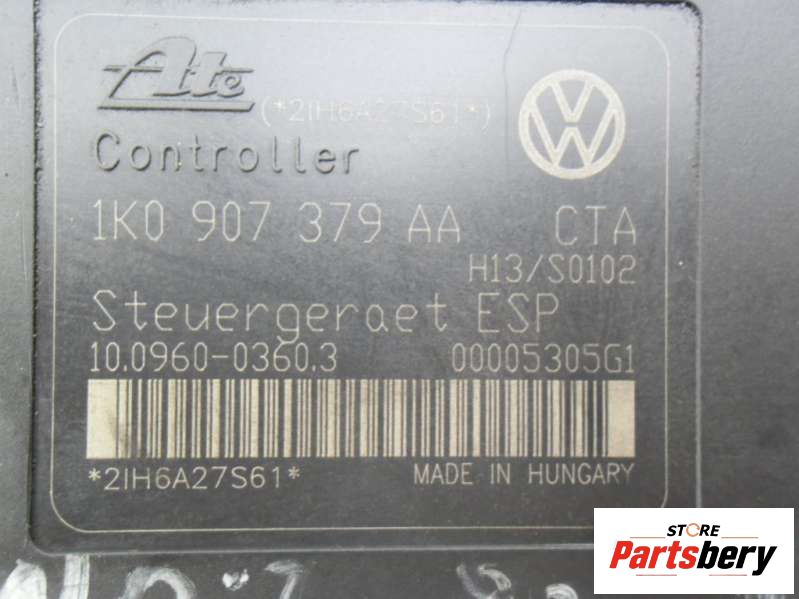 Ate
(*2IH6A27S61*)
Controller
1K0 907 379 AA CTA
H13/S0102
Steuergeraet ESP
10.0960-0360.3 00005305G1
*2IH6A27S61* MADE IN HUNGARY
STORE
Partsbery